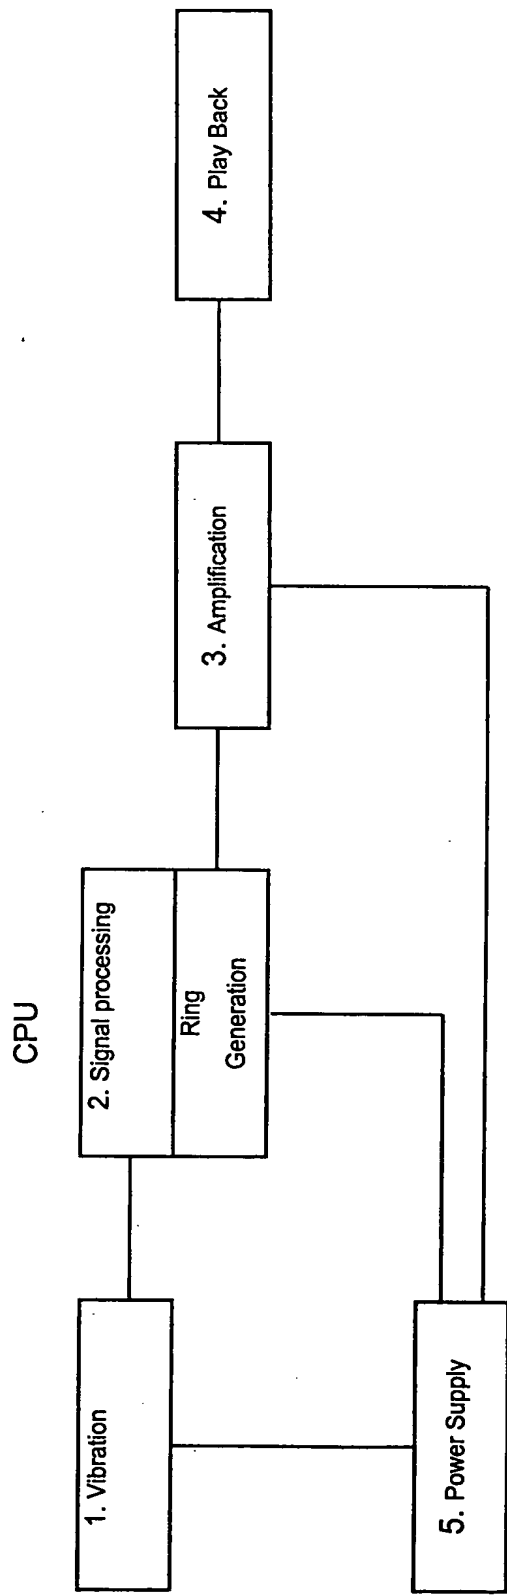 CPU
1. Vibration
2. Signal processing
Ring
Generation
3. Amplification
4. Play Back
5. Power Supply